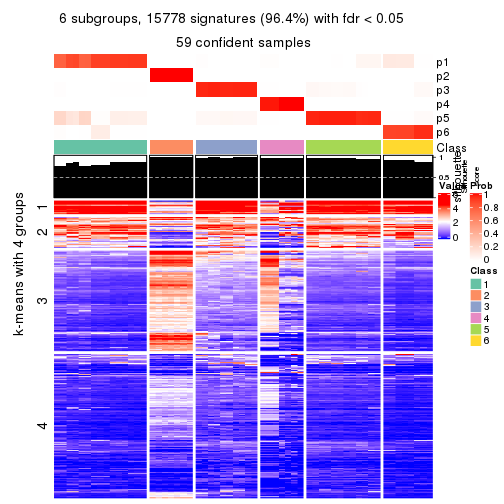 6 subgroups, 15778 signatures (96.4%) with fdr < 0.05
59 confident samples
p1
p2
p3
p4
p5
p6
Class
1
0.5
0
Silhouette
score
Value
4
2
0
Prob
1
0.8
0.6
0.4
0.2
0
Class
1
2
3
4
5
6
k-means with 4 groups
1
2
3
4